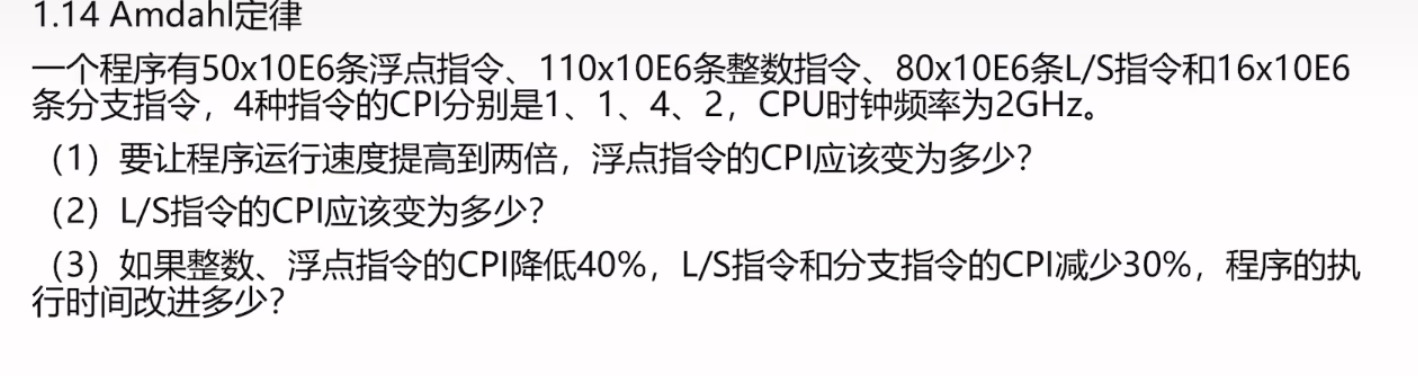 1.14 Amdahl定律
一个程序有50x10E6条浮点指令、110x10E6条整数指令、80x10E6条L/S指令和16x10E6
条分支指令，4种指令的CPI分别是1、1、4、2，CPU时钟频率为2GHz。
（1）要让程序运行速度提高到两倍，浮点指令的CPI应该变为多少？
（2）L/S指令的CPI应该变为多少？
（3）如果整数、浮点指令的CPI降低40%，L/S指令和分支指令的CPI减少30%，程序的执
行时间改进多少？